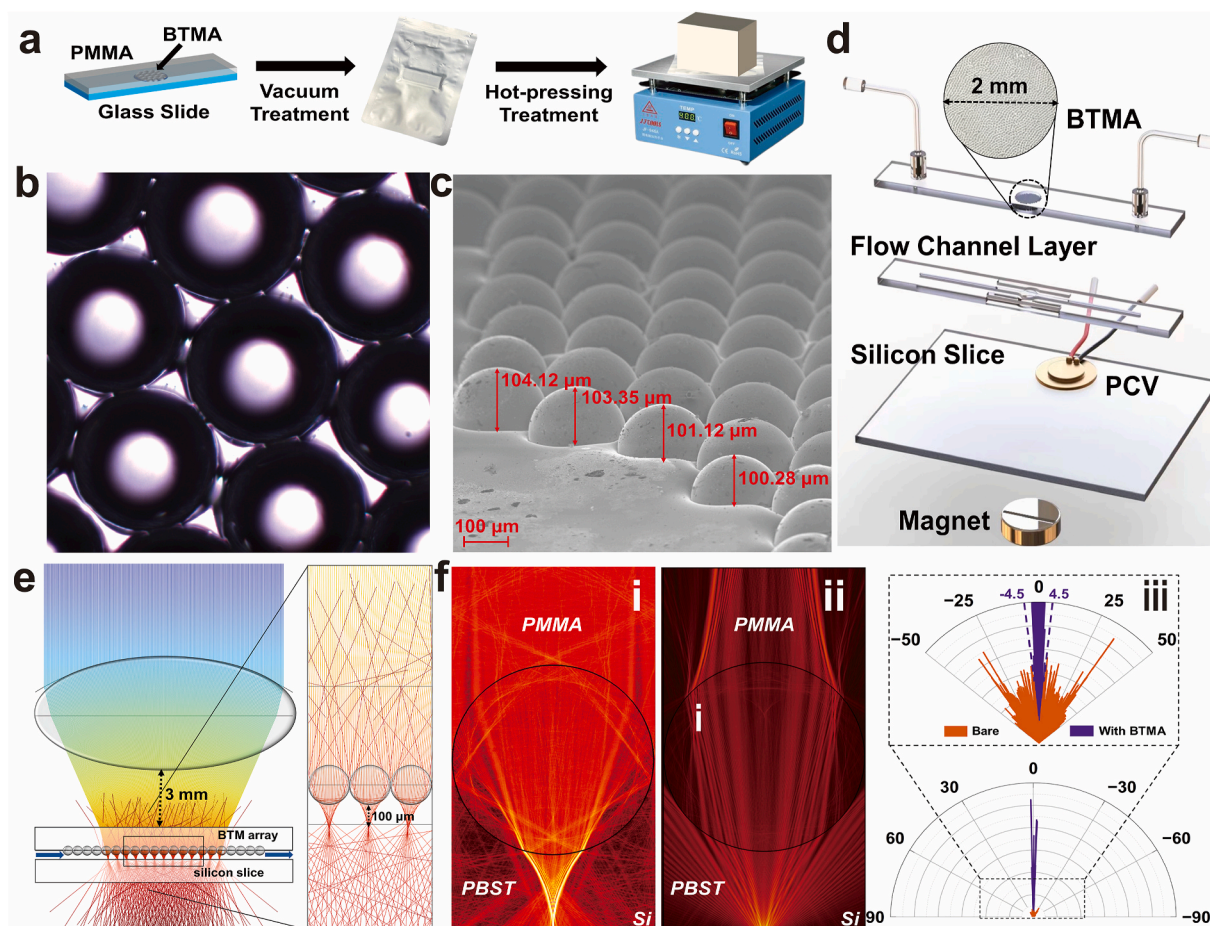 a
PMMA
BTMA
Glass Slide
Vacuum
Treatment
Hot-pressing
Treatment
TEMP
d
2 mm
BTMA
Flow Channel Layer
Silicon Slice
PCV
Magnet
b
c
104.12 µm
103.35 µm
101.12 µm
100.28 µm
100 µm
e
3 mm
BTM array
silicon slice
100 µm
f
i
PMMA
PBST
Si
ii
PMMA
i
PBST
Si
iii
0
-4.5
4.5
−25
25
−50
50
Bare
With BTMA
0
30
−30
60
−60
90
−90